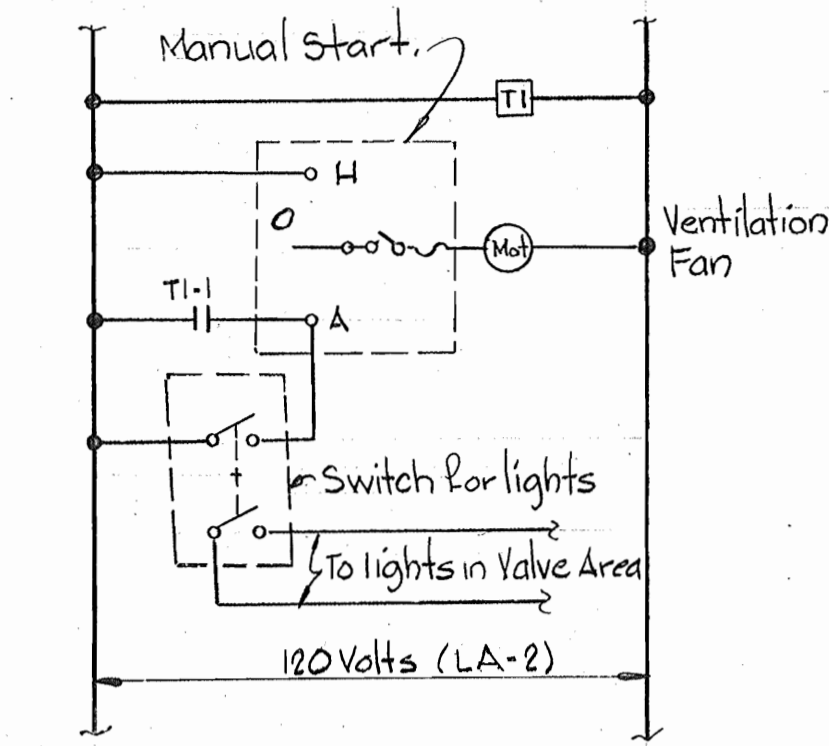 Manual Start.
T1
H
O
Mot
Ventilation
Fan
T1-1
A
Switch for lights
To lights in Valve Area
120 Volts (LA-2)